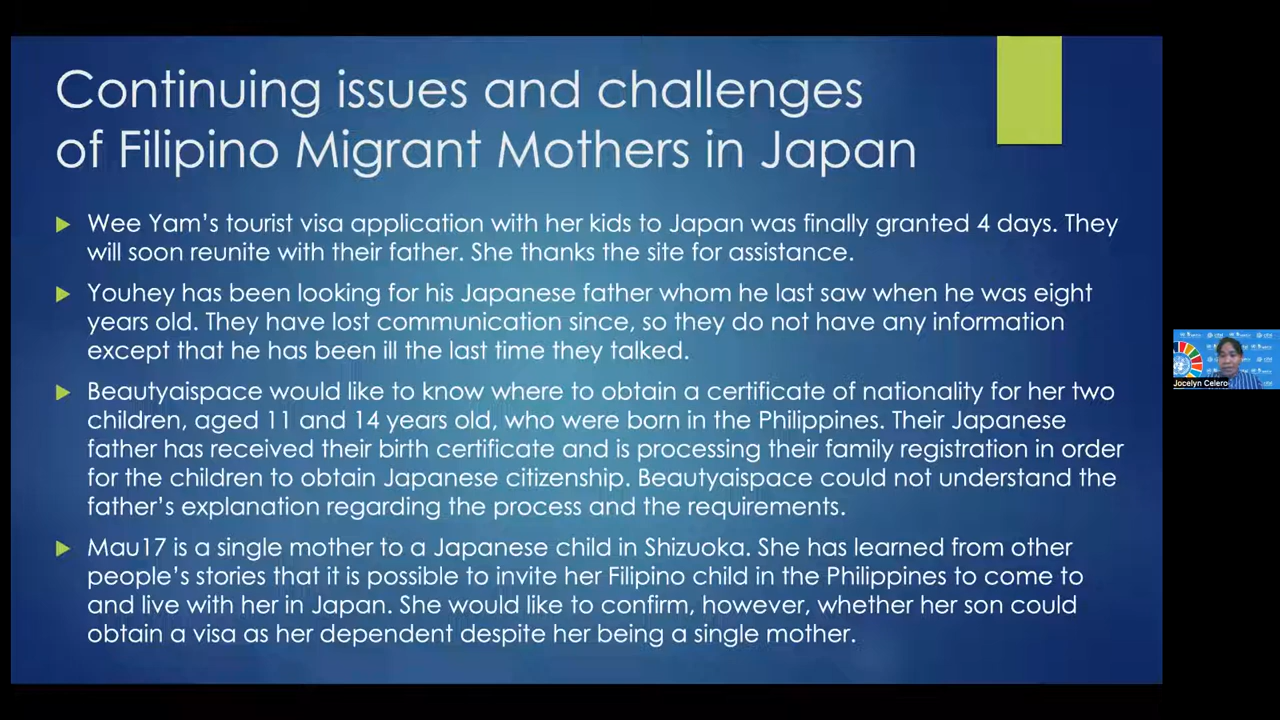 Continuing issues and challenges
of Filipino Migrant Mothers in Japan
Wee Yam's tourist visa application with her kids to Japan was finally granted 4 days. They
will soon reunite with their father. She thanks the site for assistance.
Youhey has been looking for his Japanese father whom he last saw when he was eight
years old. They have lost communication since, so they do not have any information
except that he has been ill the last time they talked.
Beautyaispace would like to know where to obtain a certificate of nationality for her two
children, aged 11 and 14 years old, who were born in the Philippines. Their Japanese
father has received their birth certificate and is processing their family registration in order
for the children to obtain Japanese citizenship. Beautyaispace could not understand the
father's explanation regarding the process and the requirements.
Mau17 is a single mother to a Japanese child in Shizuoka. She has learned from other
people's stories that it is possible to invite her Filipino child in the Philippines to come to
and live with her in Japan. She would like to confirm, however, whether her son could
obtain a visa as her dependent despite her being a single mother.
Jocelyn Celero